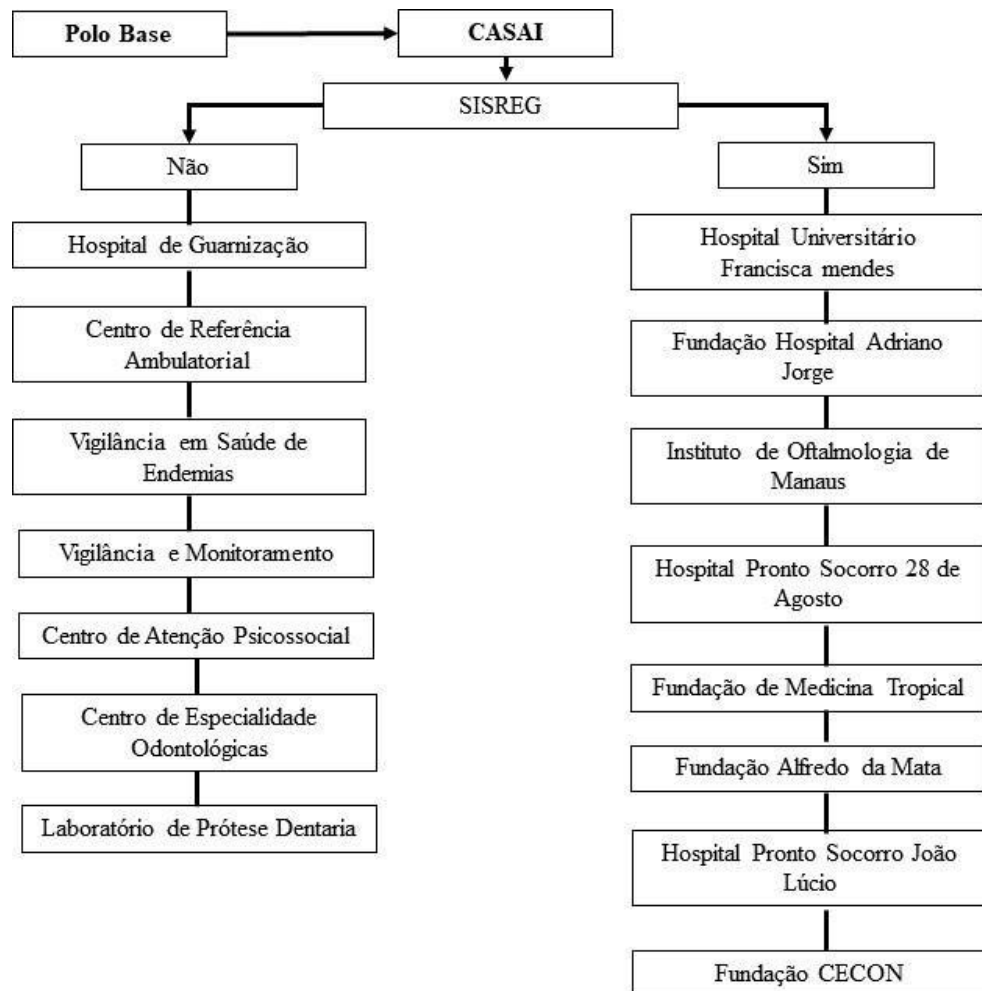 Polo Base
CASAI
SISREG
Não
Sim
Hospital de Guarnização
Centro de Referência
Ambulatorial
Vigilância em Saúde de
Endemias
Vigilância e Monitoramento
Centro de Atenção Psicossocial
Centro de Especialidade
Odontológicas
Laboratório de Prótese Dentaria
Hospital Universitário
Francisca mendes
Fundação Hospital Adriano
Jorge
Instituto de Oftalmologia de
Manaus
Hospital Pronto Socorro 28 de
Agosto
Fundação de Medicina Tropical
Fundação Alfredo da Mata
Hospital Pronto Socorro João
Lúcio
Fundação CECON